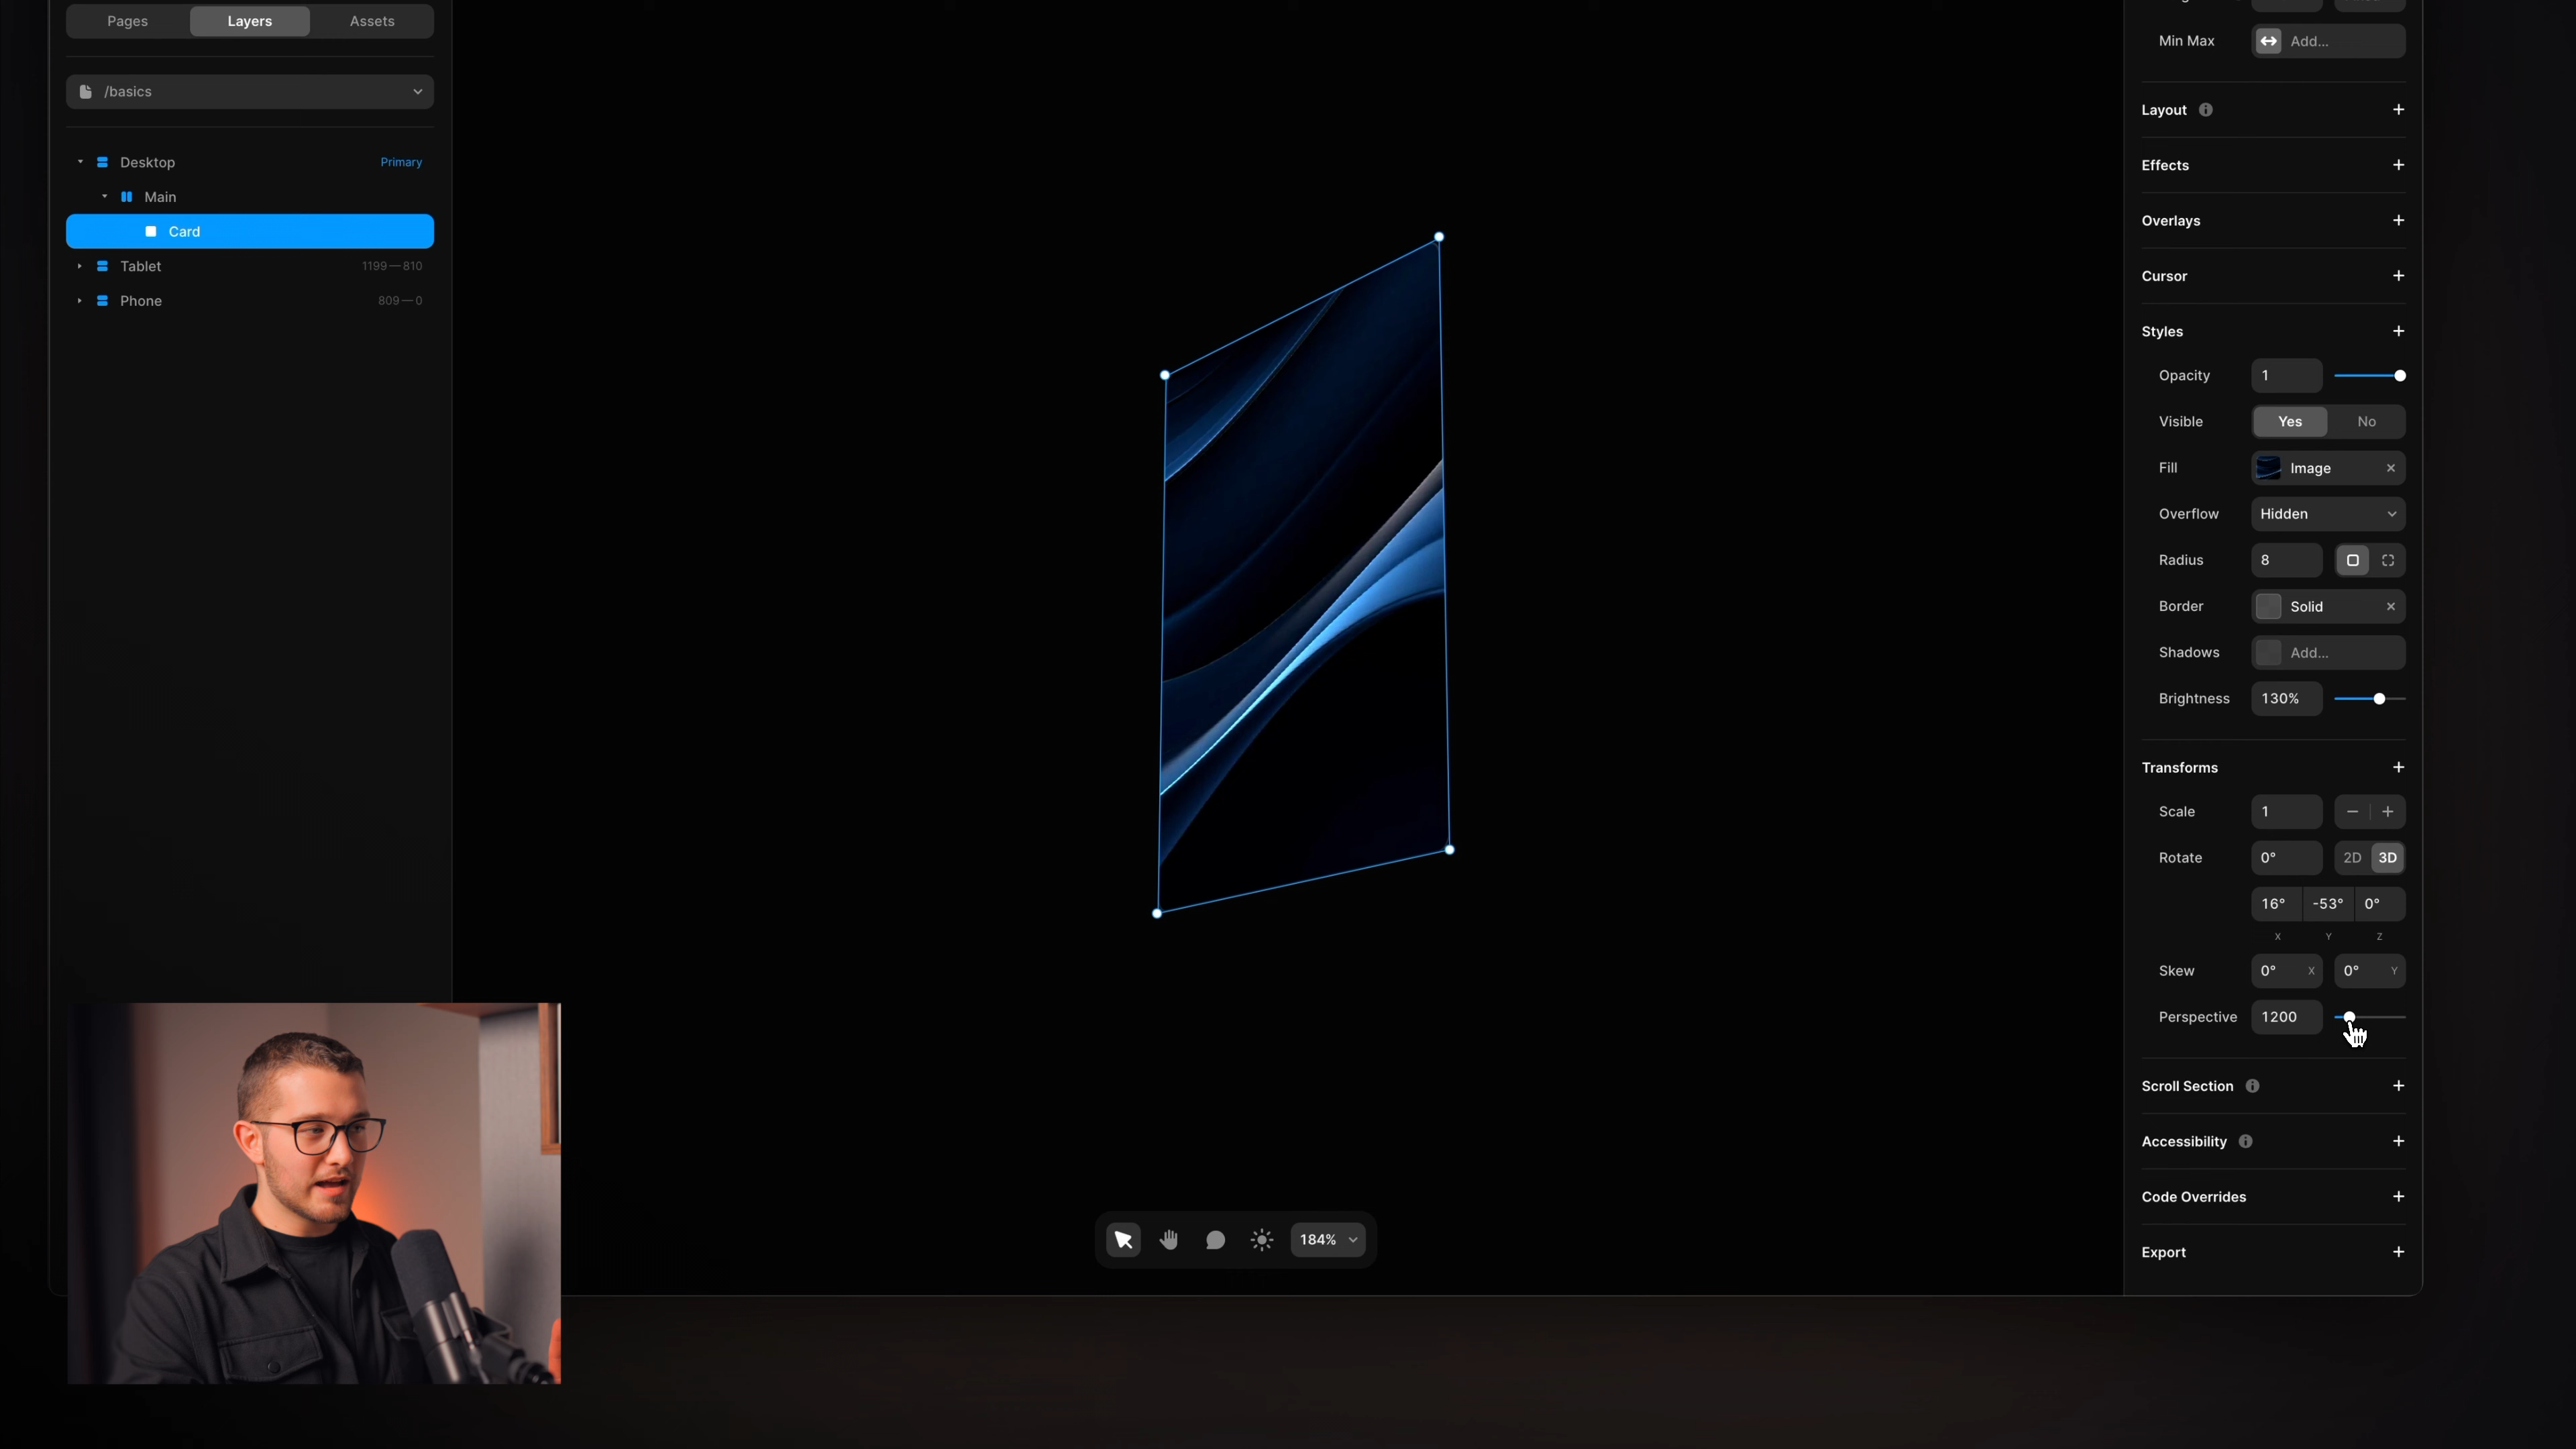 Pages Layers Assets
/basics
Desktop Primary
Main
Card
Tablet 1199—810
Phone 809—0
184%
Min Max Add...
Layout
Effects
Overlays
Cursor
Styles
Opacity 1
Visible Yes No
Fill Image
Overflow Hidden
Radius 8
Border Solid
Shadows Add...
Brightness 130%
Transforms
Scale 1
Rotate 0° 2D 3D
16° -53° 0°
X Y Z
Skew 0° X 0° Y
Perspective 1200
Scroll Section
Accessibility
Code Overrides
Export